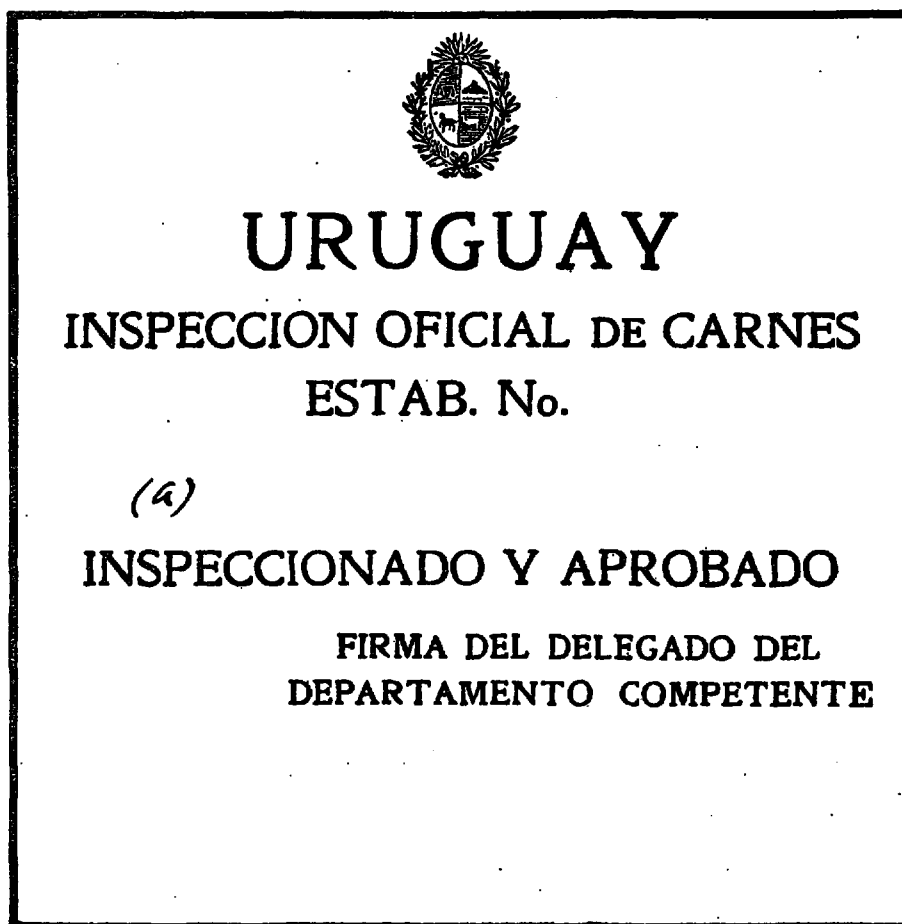 URUGUAY
INSPECCION OFICIAL DE CARNES
ESTAB. No.
(a)
INSPECCIONADO Y APROBADO
FIRMA DEL DELEGADO DEL
DEPARTAMENTO COMPETENTE